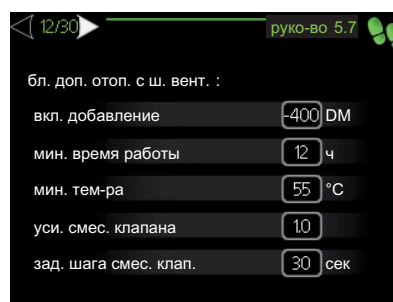 12/30 руко-во 5.7
бл. доп. отоп. с ш. вент. :
вкл. добавление -400 DM
мин. время работы 12 ч
мин. тем-ра 55 °C
уси. смес. клапана 1.0
зад. шага смес. клап. 30 сек